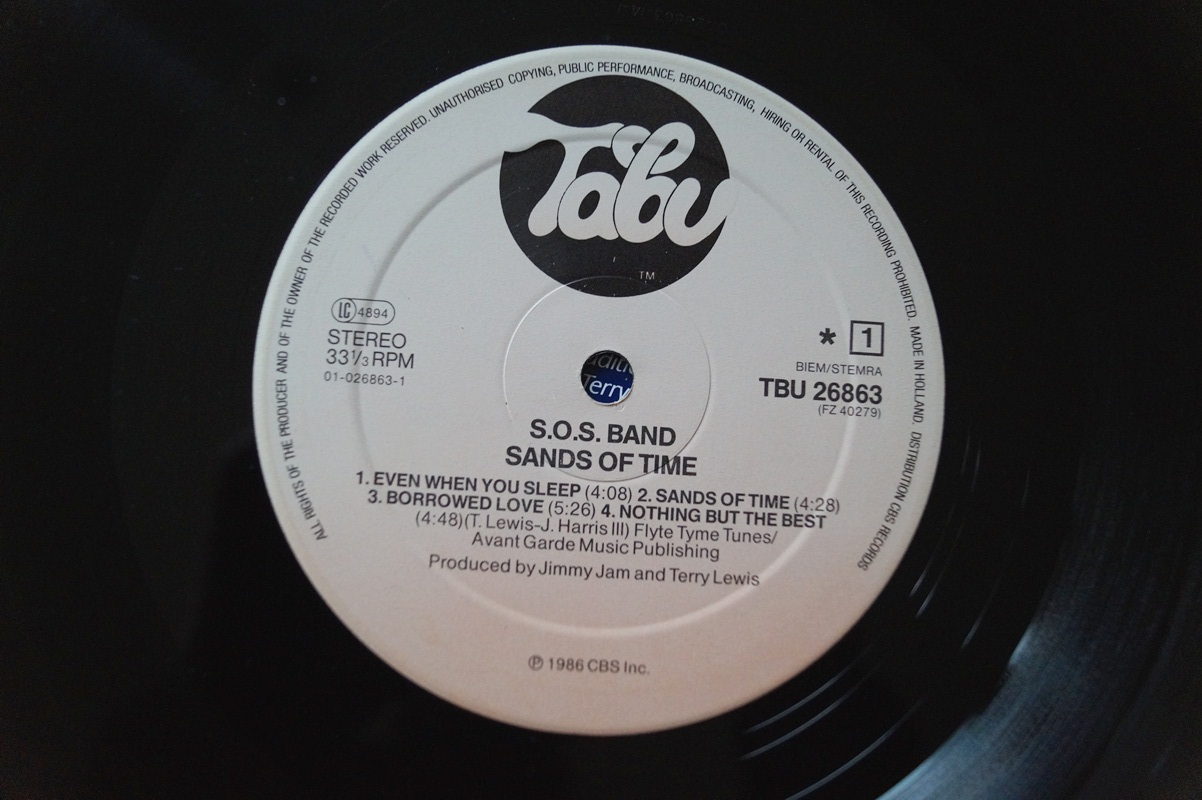 ALL RIGHTS OF THE PRODUCER AND OF THE OWNER OF THE RECORDED WORK RESERVED. UNAUTHORISED COPYING, PUBLIC PERFORMANCE, BROADCASTING, HIRING OR RENTAL OF THIS RECORDING PROHIBITED. MADE IN HOLLAND. DISTRIBUTION CBS RECORDS
Tabu
TM
LC 4894
STEREO
33 1/3 RPM
01-026863-1
* 1
BIEM/STEMRA
TBU 26863
(FZ 40279)
Terry
S.O.S. BAND
SANDS OF TIME
1. EVEN WHEN YOU SLEEP (4:08) 2. SANDS OF TIME (4:28)
3. BORROWED LOVE (5:26) 4. NOTHING BUT THE BEST
(4:48)(T. Lewis-J. Harris III) Flyte Tyme Tunes/
Avant Garde Music Publishing
Produced by Jimmy Jam and Terry Lewis
℗ 1986 CBS Inc.